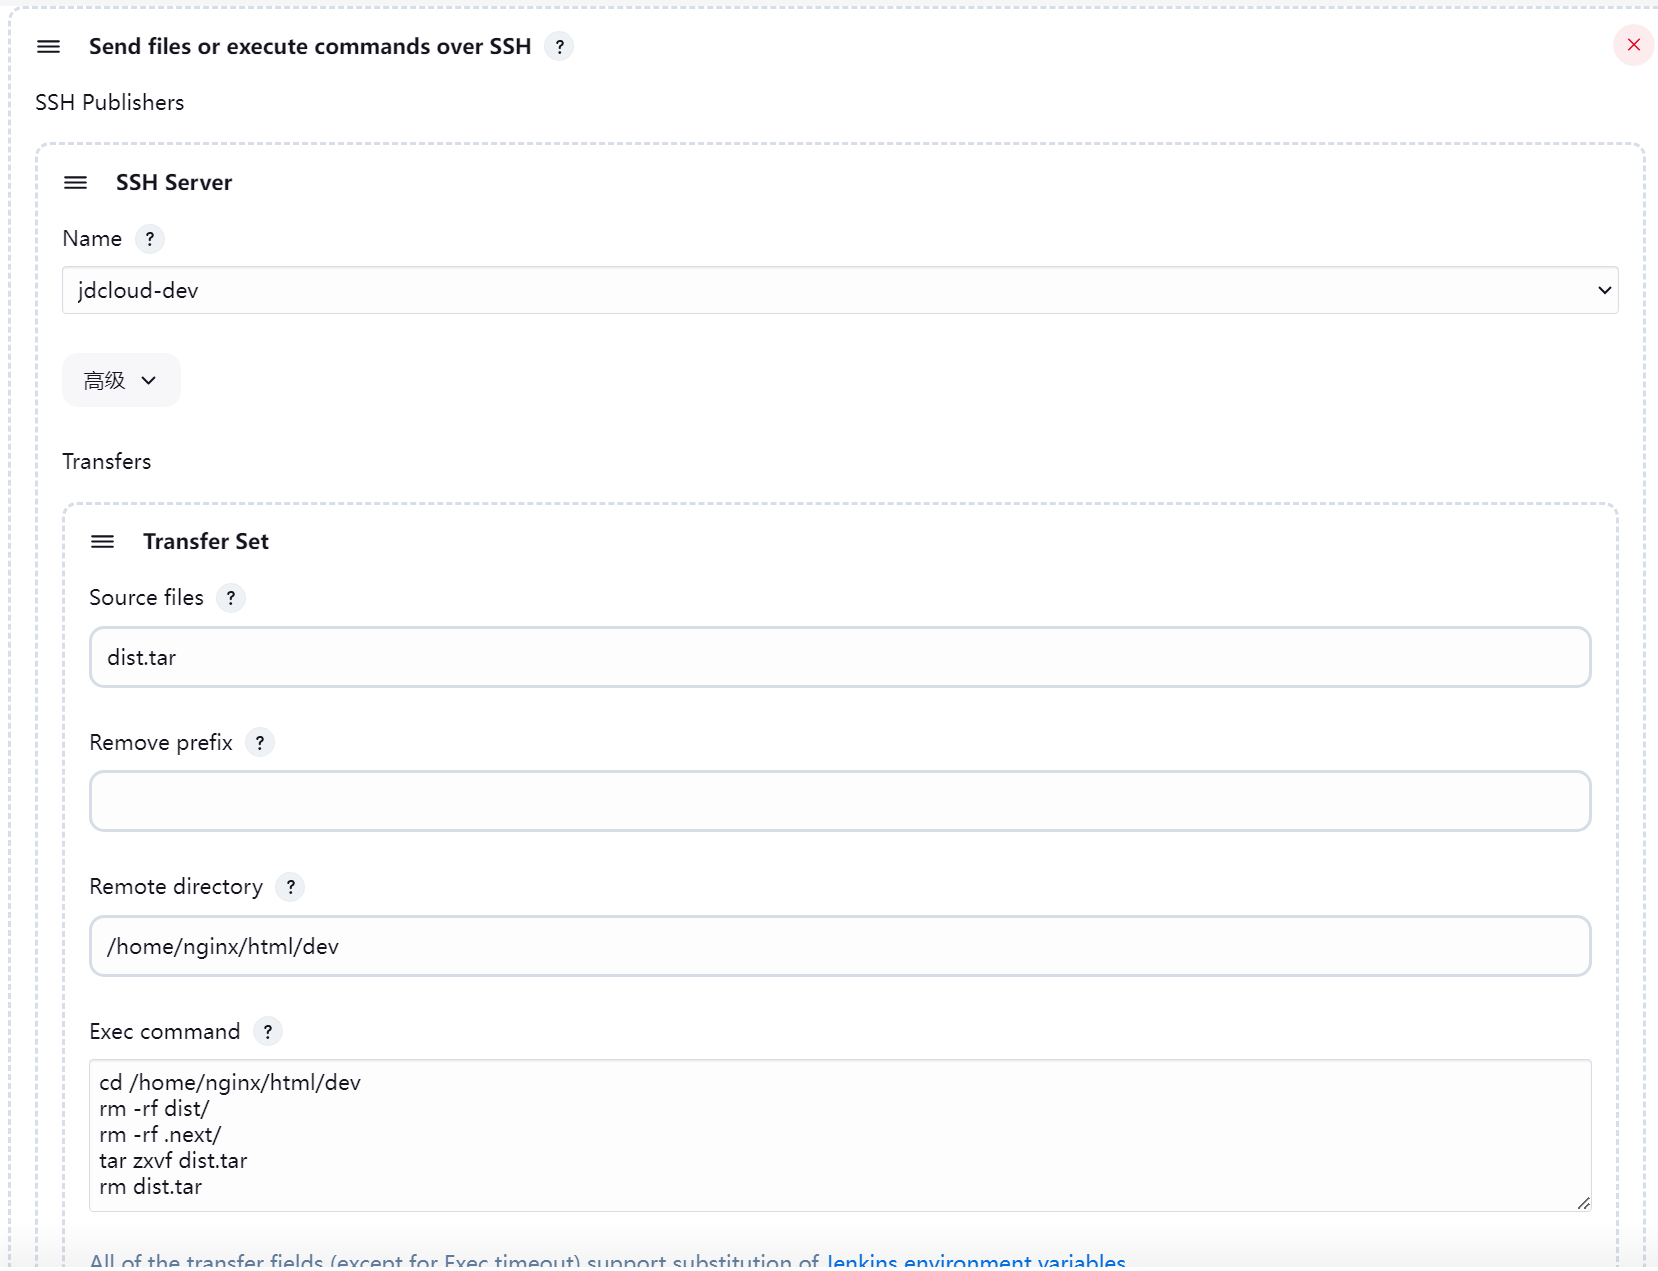 Send files or execute commands over SSH ?
SSH Publishers
SSH Server
Name ?
jdcloud-dev
高级
Transfers
Transfer Set
Source files ?
dist.tar
Remove prefix ?
Remote directory ?
/home/nginx/html/dev
Exec command ?
cd /home/nginx/html/dev
rm -rf dist/
rm -rf .next/
tar zxvf dist.tar
rm dist.tar
All of the transfer fields (except for Exec timeout) support substitution of Jenkins environment variables